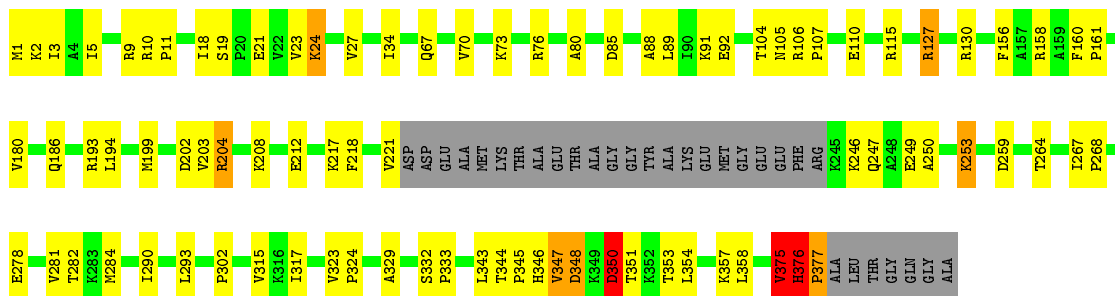 M1 K2 I3 A4 I5 R9 R10 P11 I18 S19 P20 E21 V22 V23 K24 V27 I34 Q67 V70 K73 R76 A80 D85 A88 L89 I90 K91 E92 T104 N105 R106 P107 E110 R115 R127 R130 F156 A157 R158 A159 F160 P161
V180 Q186 R193 L194 M199 D202 V203 R204 K208 E212 K217 F218 V221 ASP ASP GLU ALA MET LYS THR ALA GLU THR ALA GLY GLY TYR ALA LYS GLU MET GLY GLU GLU PHE ARG K245 K246 Q247 A248 E249 A250 K253 D259 T264 I267 P268
E278 V281 T282 K283 M284 I290 L293 P302 V315 K316 I317 V323 P324 A329 S332 P333 L343 T344 P345 H346 V347 D348 K349 D350 T351 K352 T353 L354 K357 L358 V375 H376 P377 ALA LEU THR GLY GLN GLY ALA